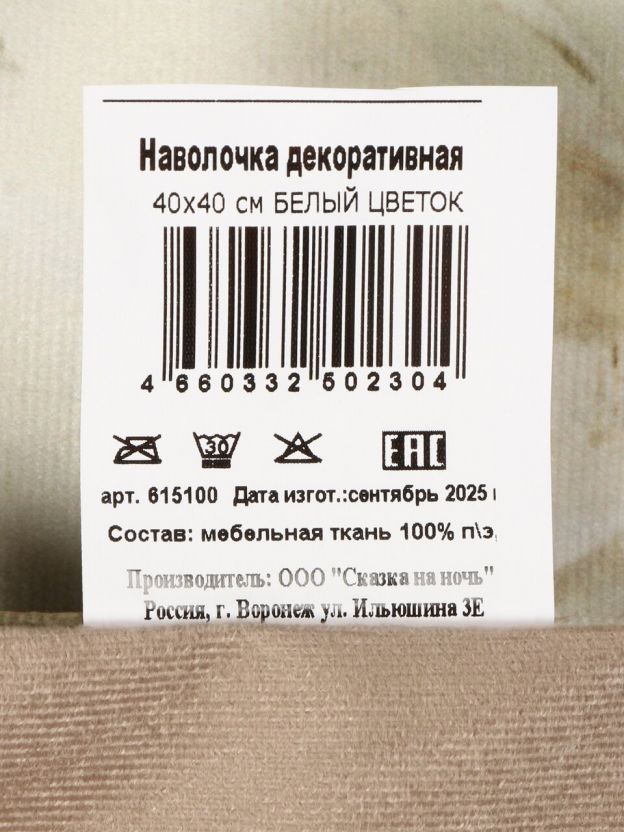 Наволочка декоративная
40х40 см БЕЛЫЙ ЦВЕТОК
4 660332 502304
30 EAC
арт. 615100 Дата изгот.:сентябрь 2025 г
Состав: мебельная ткань 100% п\э,
Производитель: ООО "Сказка на ночь"
Россия, г. Воронеж ул. Ильюшина 3Е